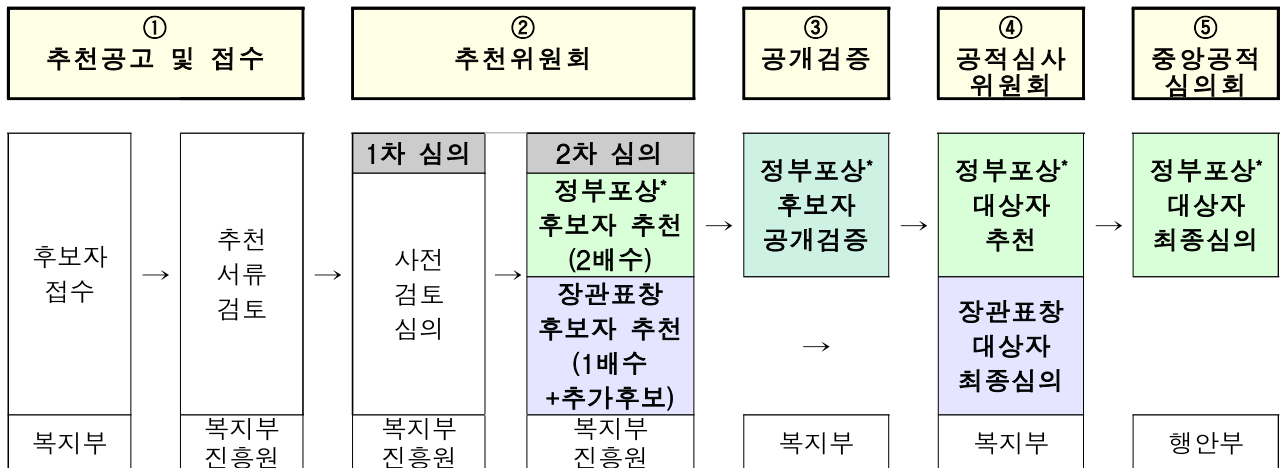 ①
추천공고 및 접수
②
추천위원회
③
공개검증
④
공적심사
위원회
⑤
중앙공적
심의회
후보자
접수
→
추천
서류
검토
→
1차 심의
사전
검토
심의
→
2차 심의
정부포상*
후보자 추천
(2배수)
장관표창
후보자 추천
(1배수
+추가후보)
→
→
정부포상*
후보자
공개검증
→
정부포상*
대상자
추천
장관표창
대상자
최종심의
→
정부포상*
대상자
최종심의
복지부
복지부
진흥원
복지부
진흥원
복지부
진흥원
복지부
복지부
행안부